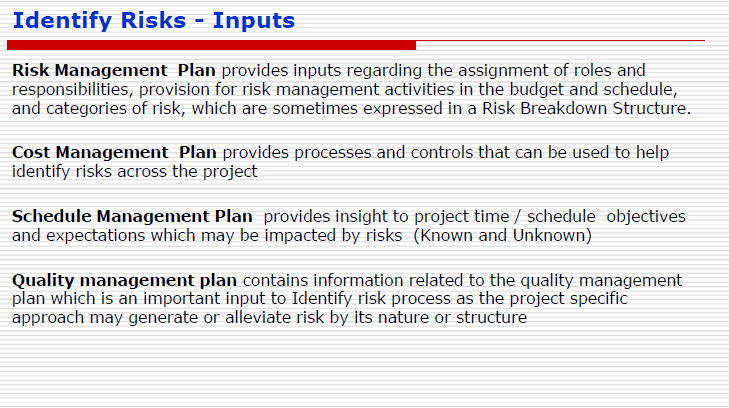 Identify Risks - Inputs
Risk Management  Plan provides inputs regarding the assignment of roles and
responsibilities, provision for risk management activities in the budget and schedule,
and categories of risk, which are sometimes expressed in a Risk Breakdown Structure.
Cost Management  Plan provides processes and controls that can be used to help
identify risks across the project
Schedule Management Plan  provides insight to project time / schedule  objectives
and expectations which may be impacted by risks  (Known and Unknown)
Quality management plan contains information related to the quality management
plan which is an important input to Identify risk process as the project specific
approach may generate or alleviate risk by its nature or structure